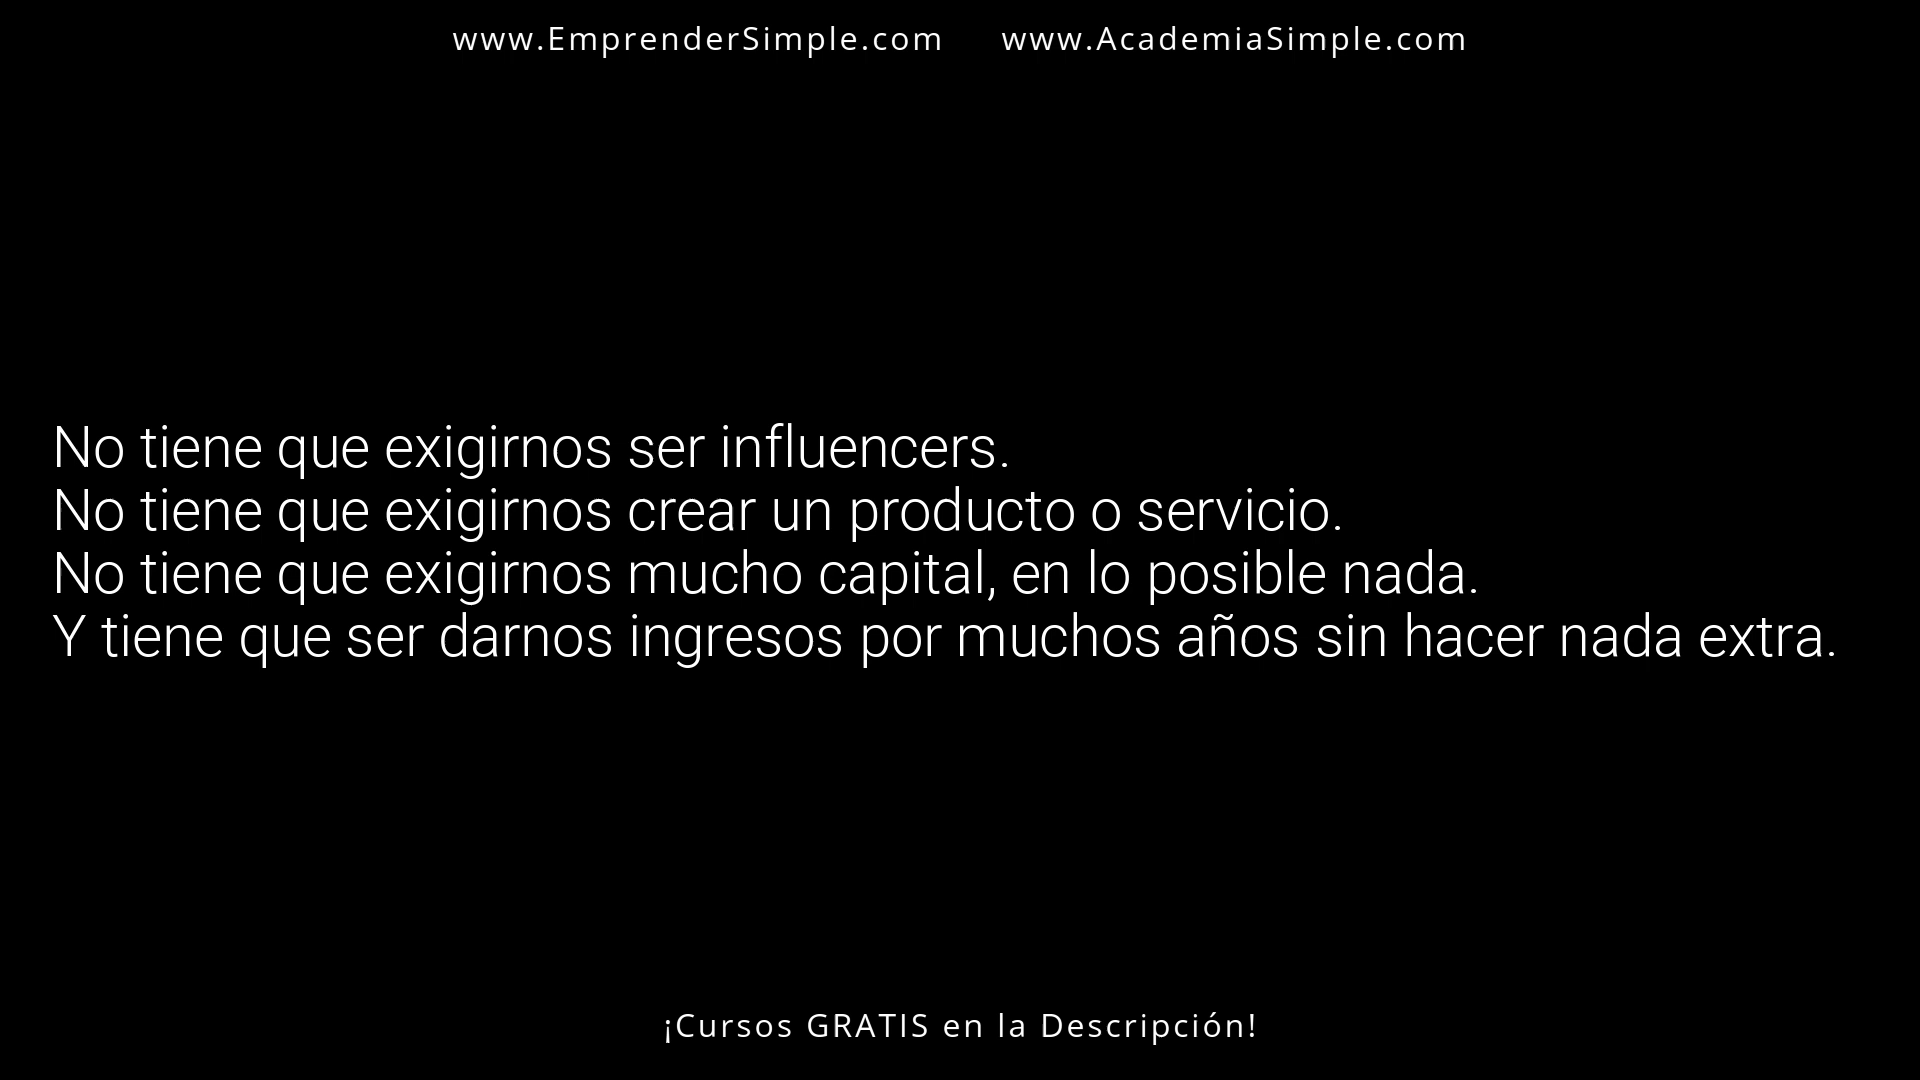 www.EmprenderSimple.com www.AcademiaSimple.com
No tiene que exigirnos ser influencers.
No tiene que exigirnos crear un producto o servicio.
No tiene que exigirnos mucho capital, en lo posible nada.
Y tiene que ser darnos ingresos por muchos años sin hacer nada extra.
¡Cursos GRATIS en la Descripción!